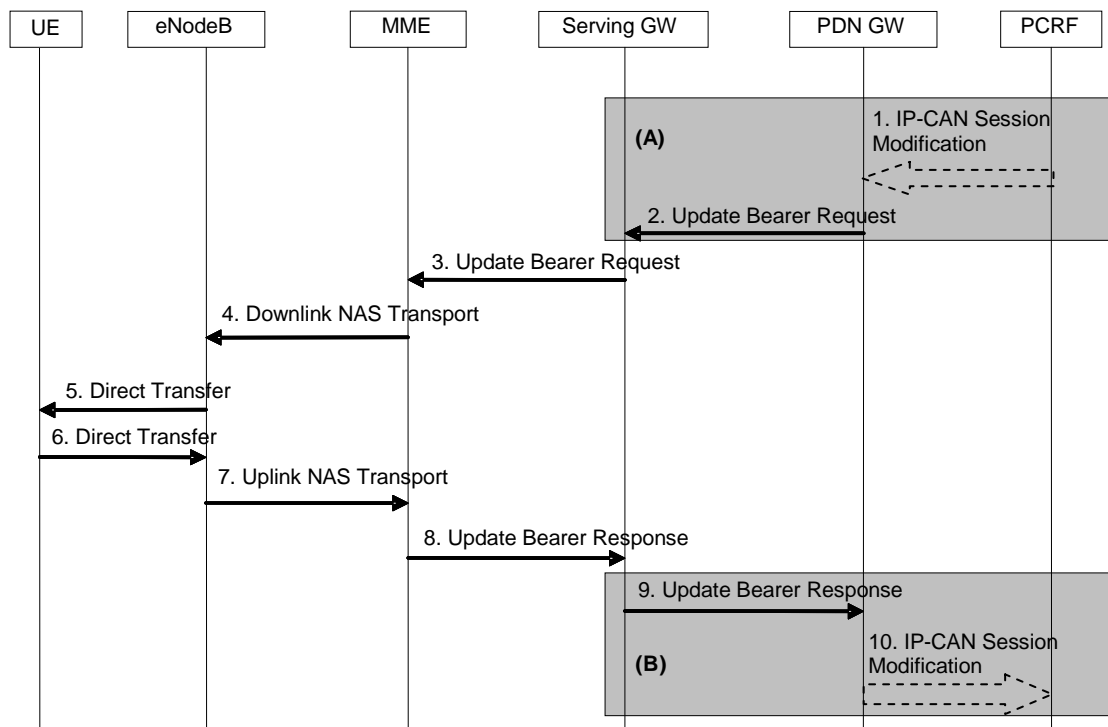 UE eNodeB MME Serving GW PDN GW PCRF
(A)
1. IP-CAN Session
Modification
2. Update Bearer Request
3. Update Bearer Request
4. Downlink NAS Transport
5. Direct Transfer
6. Direct Transfer
7. Uplink NAS Transport
8. Update Bearer Response
9. Update Bearer Response
(B)
10. IP-CAN Session
Modification